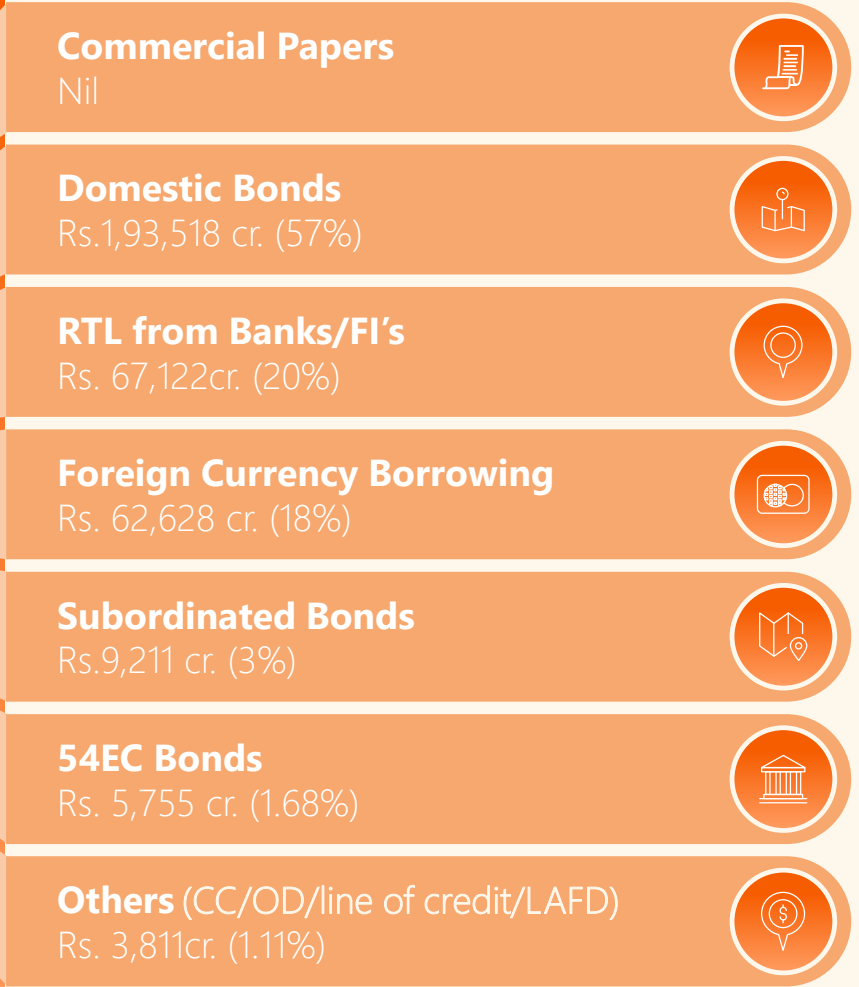 Commercial Papers
Nil
Domestic Bonds
Rs.1,93,518 cr. (57%)
RTL from Banks/FI’s
Rs. 67,122cr. (20%)
Foreign Currency Borrowing
Rs. 62,628 cr. (18%)
Subordinated Bonds
Rs.9,211 cr. (3%)
54EC Bonds
Rs. 5,755 cr. (1.68%)
Others (CC/OD/line of credit/LAFD)
Rs. 3,811cr. (1.11%)